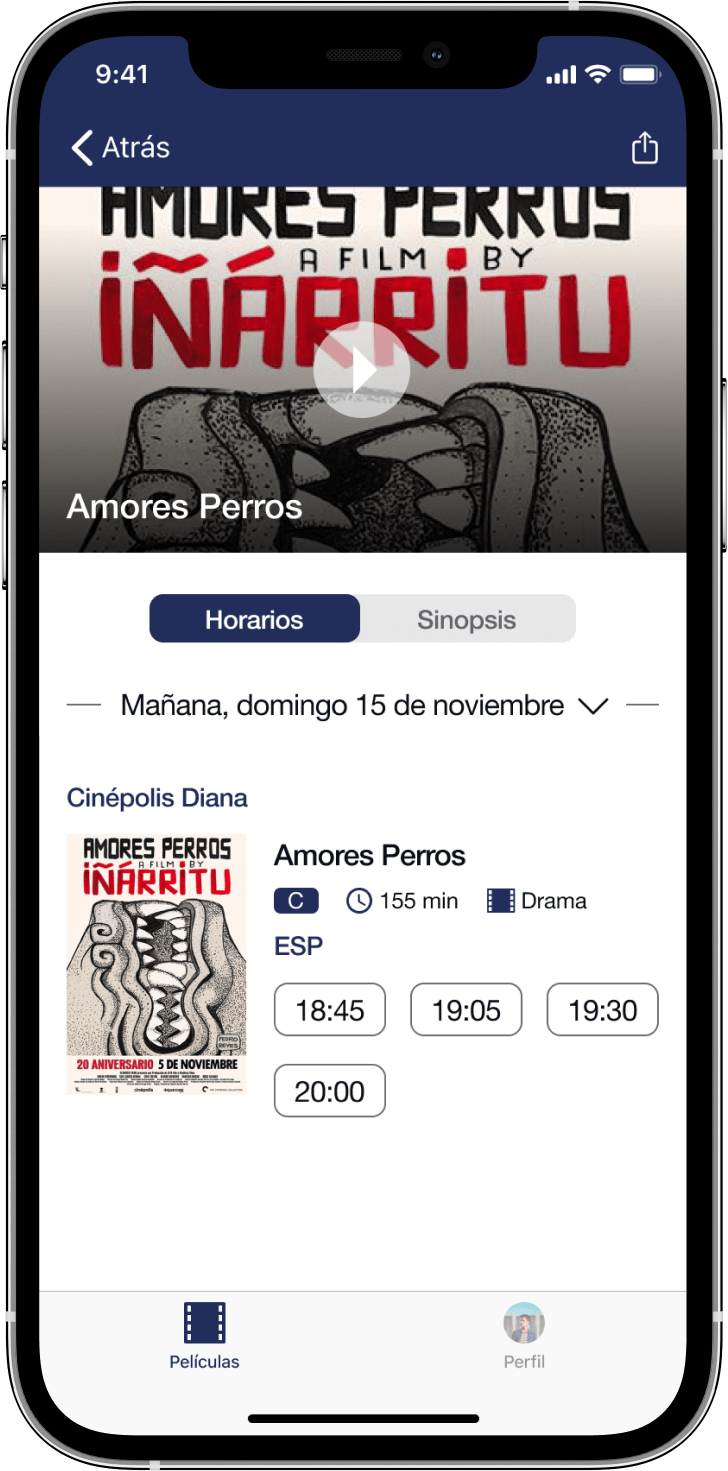 9:41
Atrás
AMORES PERROS
A FILM BY
IÑÁRRITU
Amores Perros
Horarios
Sinopsis
Mañana, domingo 15 de noviembre
Cinépolis Diana
AMORES PERROS
A FILM BY
IÑÁRRITU
PEDRO
REYES
20 ANIVERSARIO 5 DE NOVIEMBRE
cinépolis
Amores Perros
C
155 min
Drama
ESP
18:45
19:05
19:30
20:00
Películas
Perfil